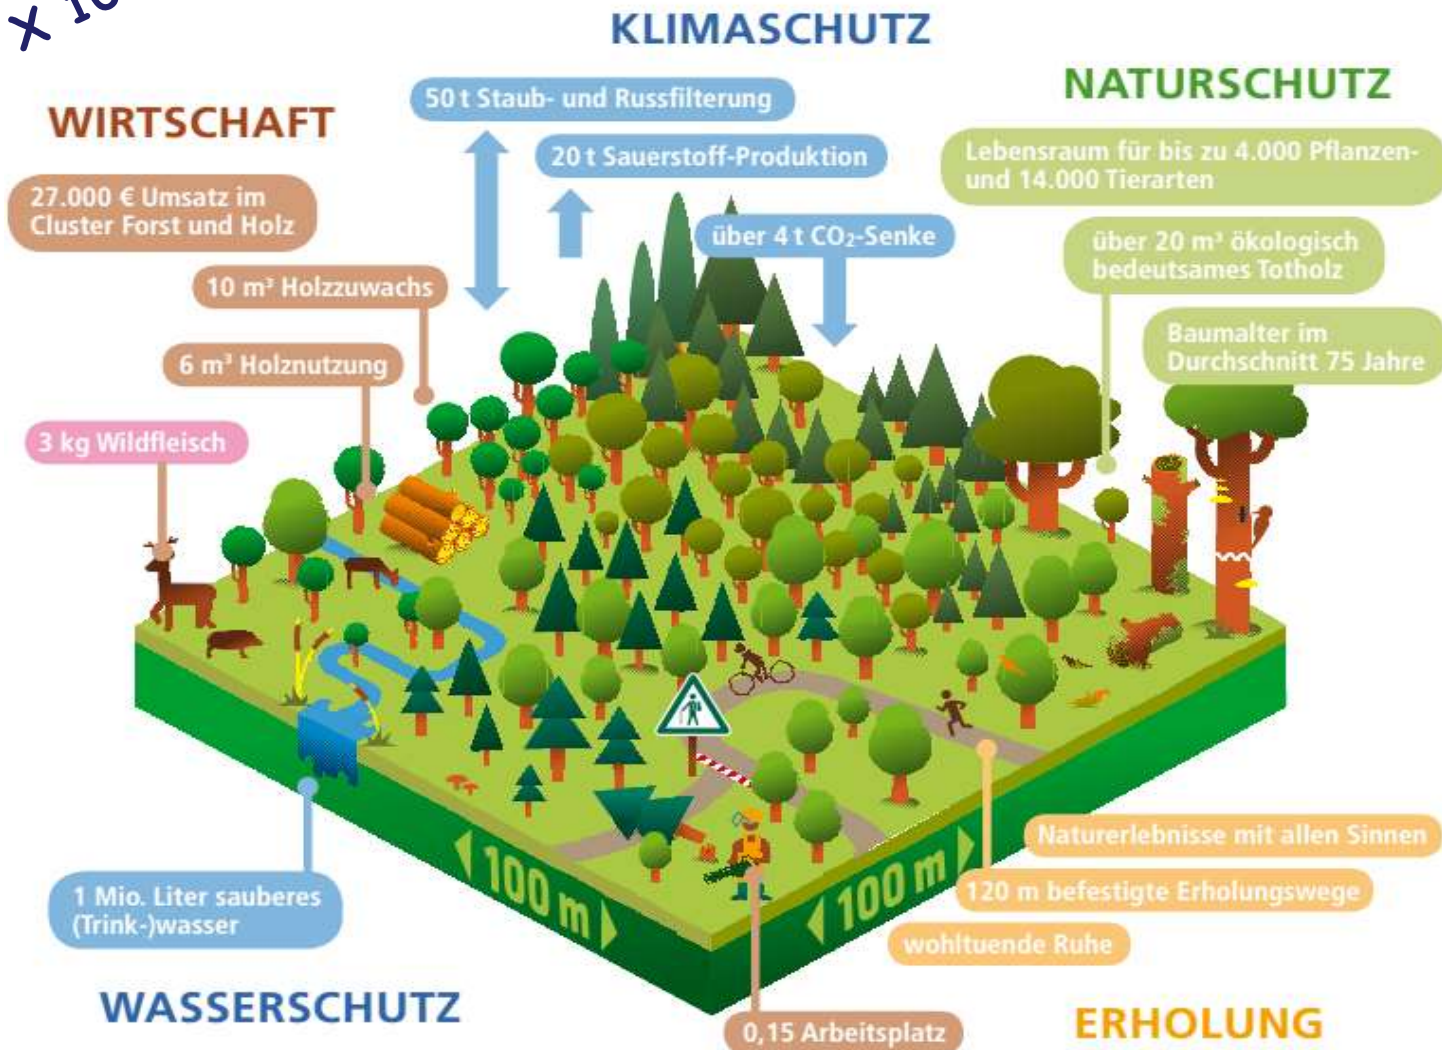 KLIMASCHUTZ
WIRTSCHAFT
NATURSCHUTZ
50 t Staub- und Russfilterung
20 t Sauerstoff-Produktion
über 4 t CO₂-Senke
27.000 € Umsatz im
Cluster Forst und Holz
10 m³ Holzzuwachs
6 m³ Holznutzung
3 kg Wildfleisch
Lebensraum für bis zu 4.000 Pflanzen-
und 14.000 Tierarten
über 20 m³ ökologisch
bedeutsames Totholz
Baumalter im
Durchschnitt 75 Jahre
100 m
100 m
Naturerlebnisse mit allen Sinnen
120 m befestigte Erholungswege
wohltuende Ruhe
1 Mio. Liter sauberes
(Trink-)wasser
WASSERSCHUTZ
0,15 Arbeitsplatz
ERHOLUNG